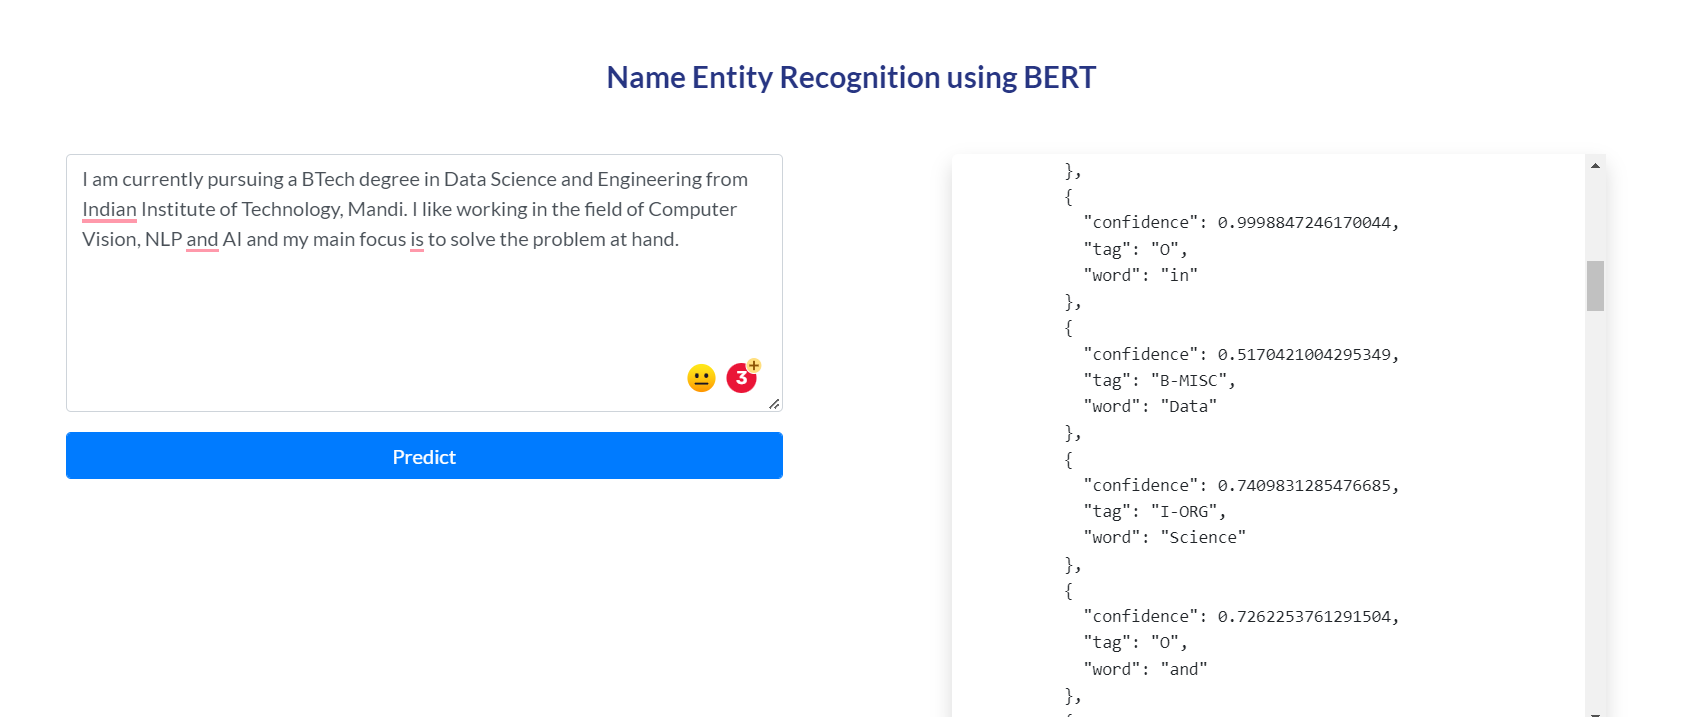 Name Entity Recognition using BERT
I am currently pursuing a BTech degree in Data Science and Engineering from
Indian Institute of Technology, Mandi. I like working in the field of Computer
Vision, NLP and AI and my main focus is to solve the problem at hand.
3
+
Predict
},
{
"confidence": 0.9998847246170044,
"tag": "O",
"word": "in"
},
{
"confidence": 0.5170421004295349,
"tag": "B-MISC",
"word": "Data"
},
{
"confidence": 0.7409831285476685,
"tag": "I-ORG",
"word": "Science"
},
{
"confidence": 0.7262253761291504,
"tag": "O",
"word": "and"
},